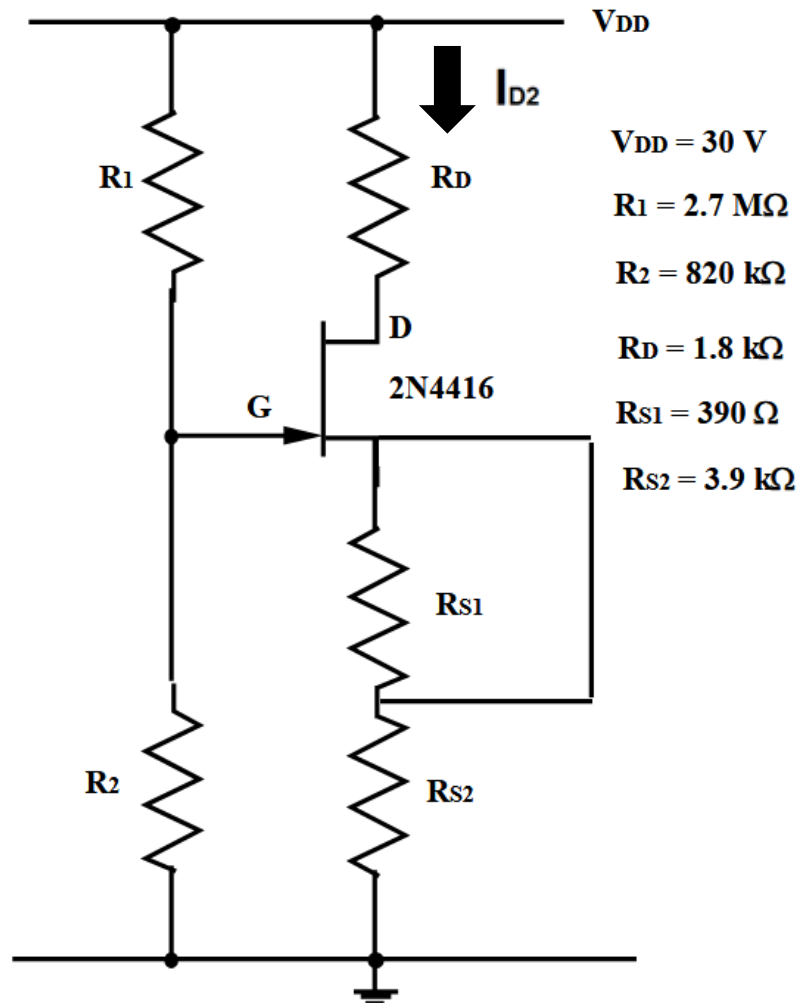 VDD
ID2
VDD = 30 V
R1
RD
R1 = 2.7 MΩ
R2 = 820 kΩ
D
RD = 1.8 kΩ
2N4416
G
RS1 = 390 Ω
RS2 = 3.9 kΩ
RS1
R2
RS2